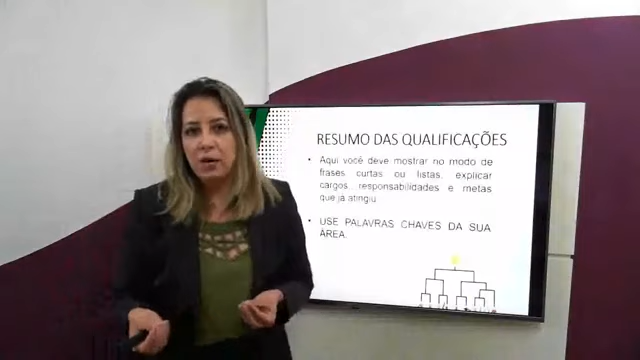 RESUMO DAS QUALIFICAÇÕES
• Aqui você deve mostrar no modo de
frases curtas ou listas, explicar
cargos, responsabilidades e metas
que já atingiu.
• USE PALAVRAS CHAVES DA SUA
ÁREA.